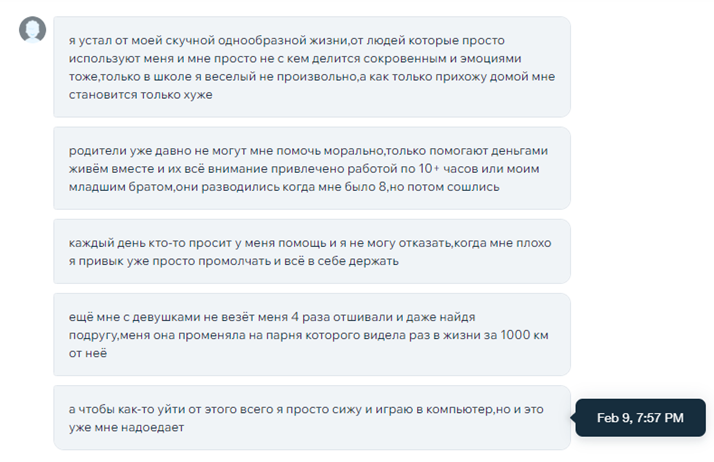 я устал от моей скучной однообразной жизни,от людей которые просто
используют меня и мне просто не с кем делится сокровенным и эмоциями
тоже,только в школе я веселый не произвольно,а как только прихожу домой мне
становится только хуже
родители уже давно не могут мне помочь морально,только помогают деньгами
живём вместе и их всё внимание привлечено работой по 10+ часов или моим
младшим братом,они разводились когда мне было 8,но потом сошлись
каждый день кто-то просит у меня помощь и я не могу отказать,когда мне плохо
я привык уже просто промолчать и всё в себе держать
ещё мне с девушками не везёт меня 4 раза отшивали и даже найдя
подругу,меня она променяла на парня которого видела раз в жизни за 1000 км
от неё
а чтобы как-то уйти от этого всего я просто сижу и играю в компьютер,но и это
уже мне надоедает
Feb 9, 7:57 PM